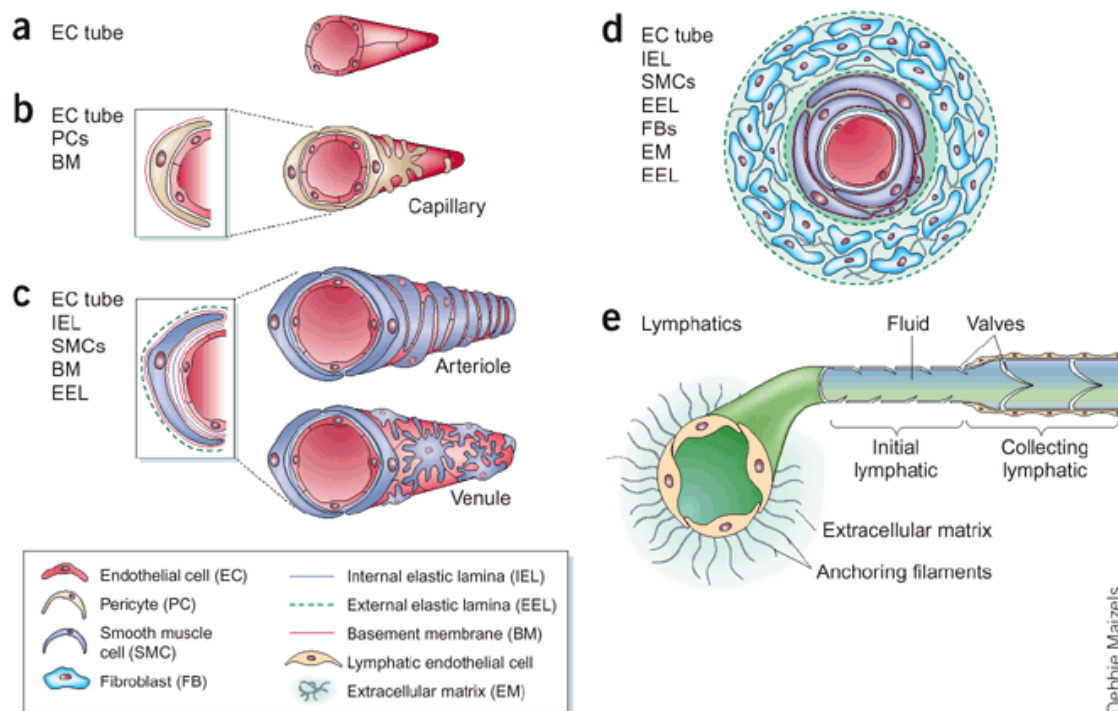 a EC tube
b EC tube
PCs
BM
Capillary
c EC tube
IEL
SMCs
BM
EEL
Arteriole
Venule
d EC tube
IEL
SMCs
EEL
FBs
EM
EEL
e Lymphatics
Fluid
Valves
Initial
lymphatic
Collecting
lymphatic
Extracellular matrix
Anchoring filaments
Endothelial cell (EC)
Pericyte (PC)
Smooth muscle
cell (SMC)
Fibroblast (FB)
Internal elastic lamina (IEL)
External elastic lamina (EEL)
Basement membrane (BM)
Lymphatic endothelial cell
Extracellular matrix (EM)
Debbie Maizels